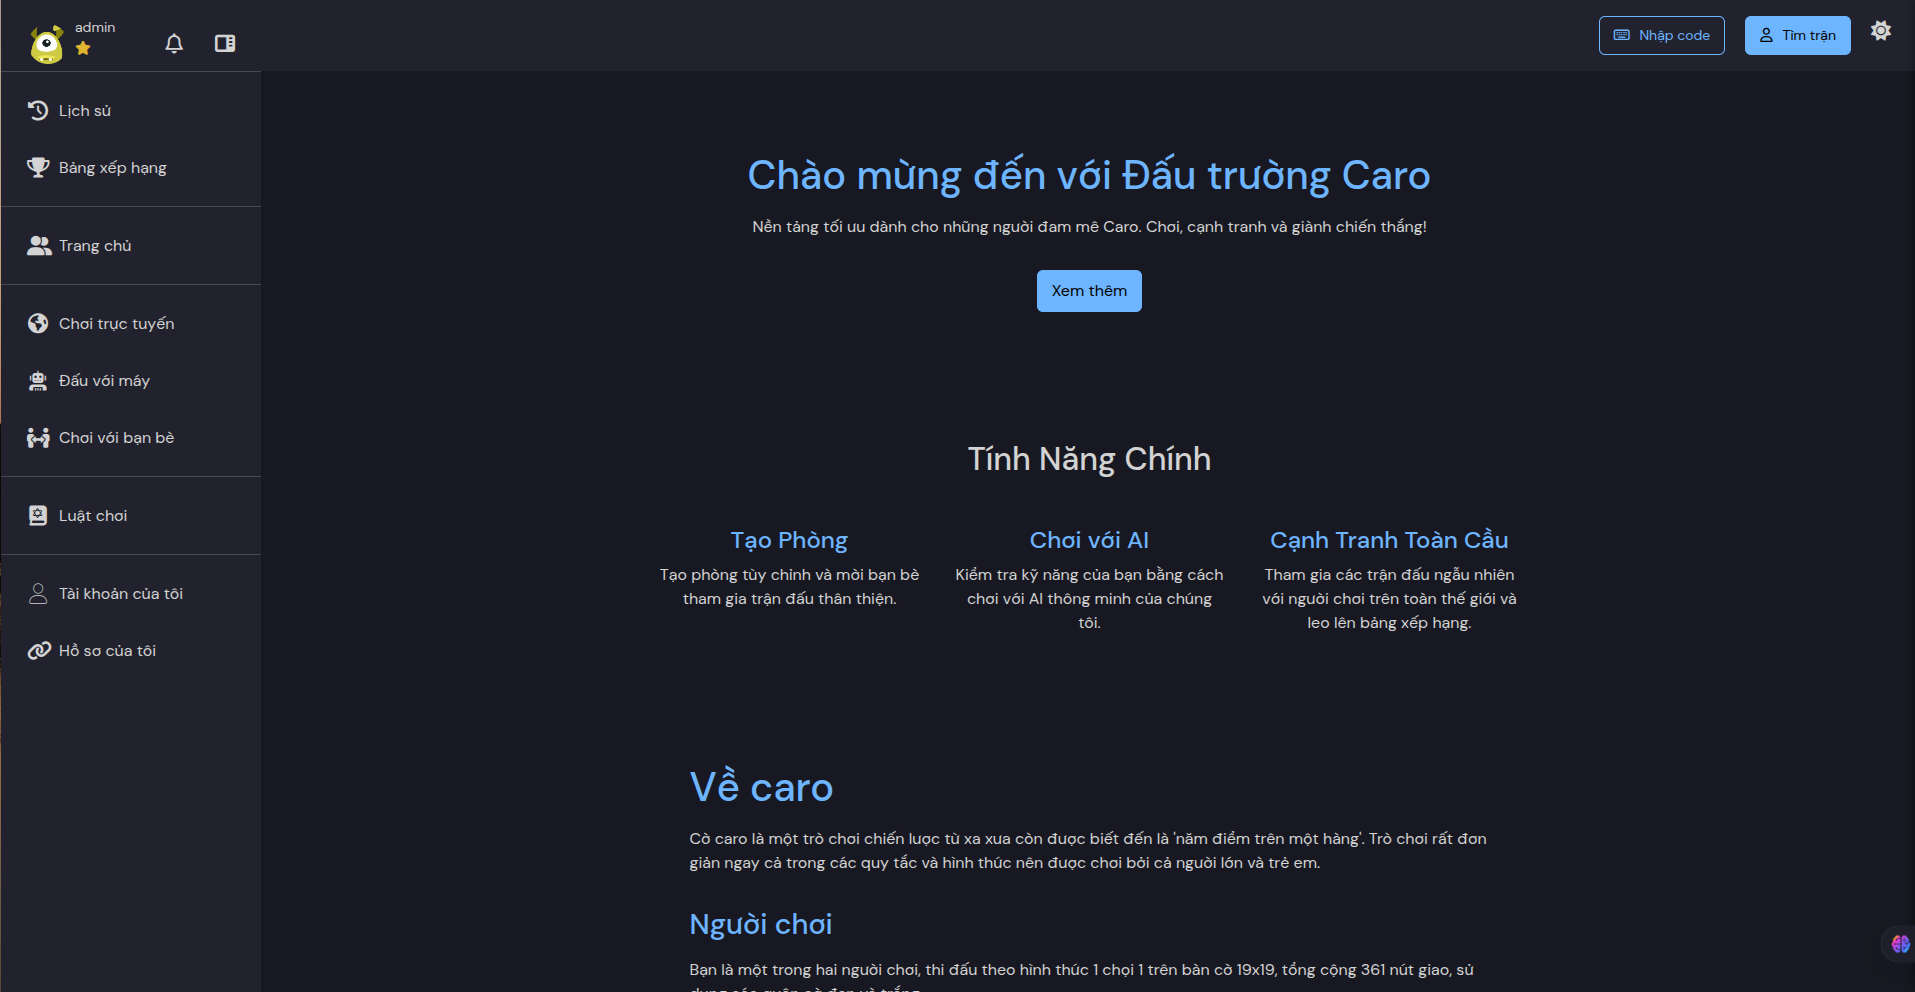 admin
Nhập code
Tìm trận
Lịch sử
Bảng xếp hạng
Trang chủ
Chơi trực tuyến
Đấu với máy
Chơi với bạn bè
Luật chơi
Tài khoản của tôi
Hồ sơ của tôi
Chào mừng đến với Đấu trường Caro
Nền tảng tối ưu dành cho những người đam mê Caro. Chơi, cạnh tranh và giành chiến thắng!
Xem thêm
Tính Năng Chính
Tạo Phòng
Tạo phòng tùy chỉnh và mời bạn bè
tham gia trận đấu thân thiện.
Chơi với AI
Kiểm tra kỹ năng của bạn bằng cách
chơi với AI thông minh của chúng
tôi.
Cạnh Tranh Toàn Cầu
Tham gia các trận đấu ngẫu nhiên
với người chơi trên toàn thế giới và
leo lên bảng xếp hạng.
Về caro
Cờ caro là một trò chơi chiến lược từ xa xưa còn được biết đến là 'năm điểm trên một hàng'. Trò chơi rất đơn
giản ngay cả trong các quy tắc và hình thức nên được chơi bởi cả người lớn và trẻ em.
Người chơi
Bạn là một trong hai người chơi, thi đấu theo hình thức 1 chọi 1 trên bàn cờ 19x19, tổng cộng 361 nút giao, sử
dụng các quân cờ đen và trắng.